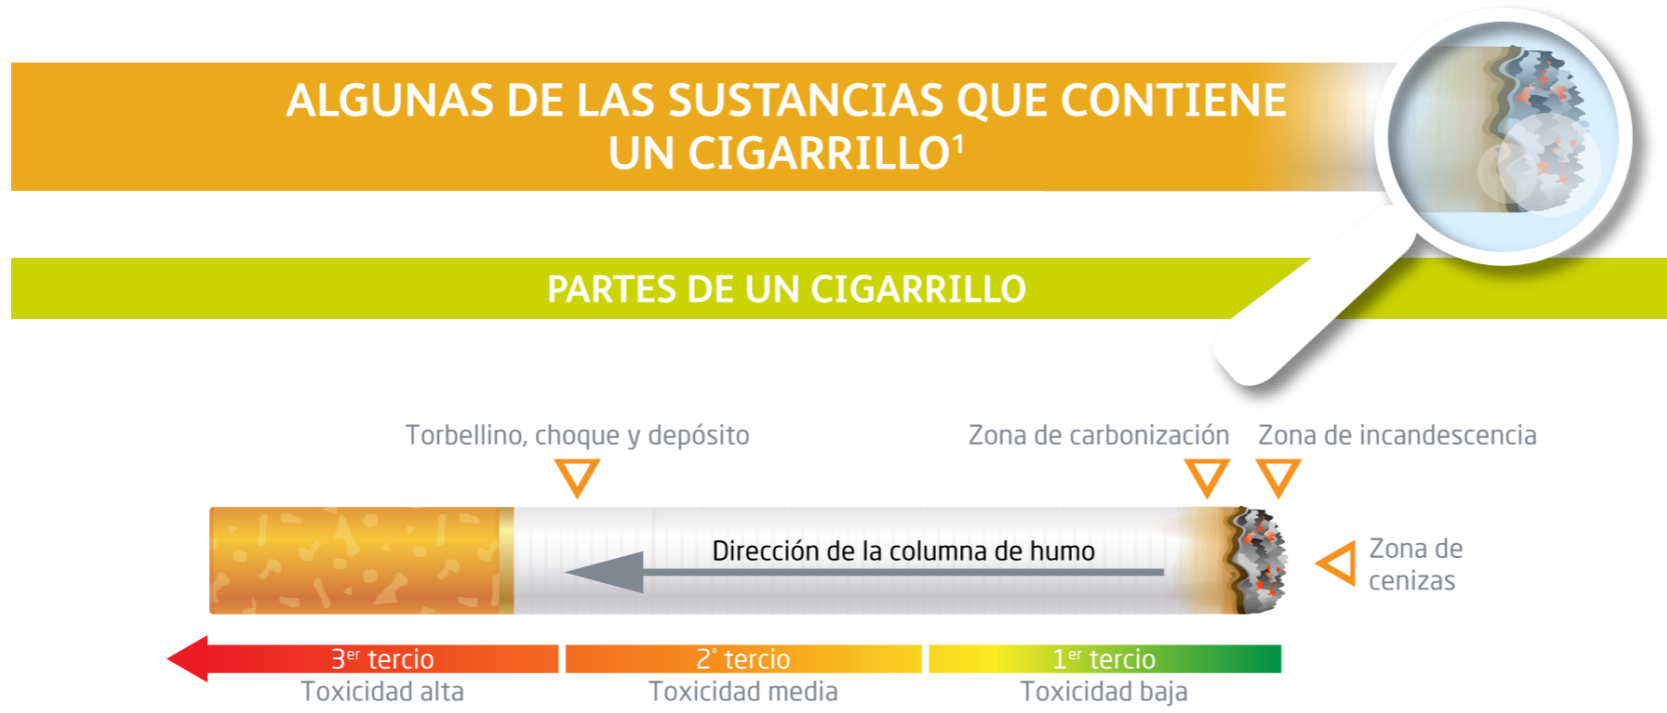 ALGUNAS DE LAS SUSTANCIAS QUE CONTIENE
UN CIGARRILLO¹
PARTES DE UN CIGARRILLO
Torbellino, choque y depósito
Zona de carbonización
Zona de incandescencia
Dirección de la columna de humo
Zona de
cenizas
3ᵉʳ tercio
2° tercio
1ᵉʳ tercio
Toxicidad alta
Toxicidad media
Toxicidad baja